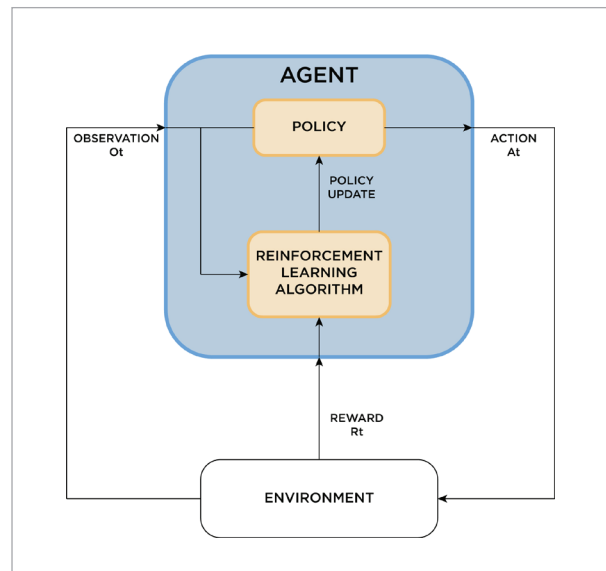 AGENT
POLICY
OBSERVATION
Ot
ACTION
At
POLICY
UPDATE
REINFORCEMENT
LEARNING
ALGORITHM
REWARD
Rt
ENVIRONMENT